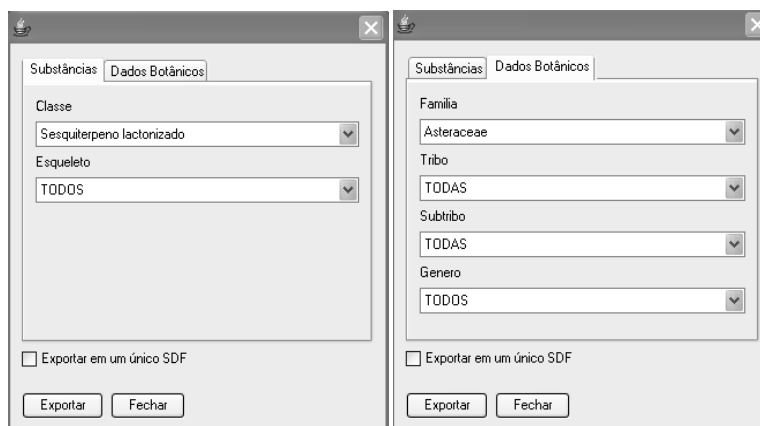 Substâncias Dados Botânicos
Classe
Sesquiterpeno lactonizado
Esqueleto
TODOS
Exportar em um único SDF
Exportar Fechar
Substâncias Dados Botânicos
Familia
Asteraceae
Tribo
TODAS
Subtribo
TODAS
Genero
TODOS
Exportar em um único SDF
Exportar Fechar